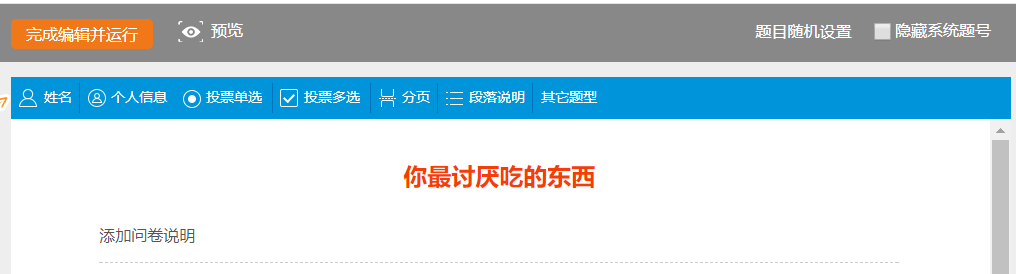 完成编辑并运行 预览 题目随机设置 隐藏系统题号
姓名 个人信息 投票单选 投票多选 分页 段落说明 其它题型
你最讨厌吃的东西
添加问卷说明